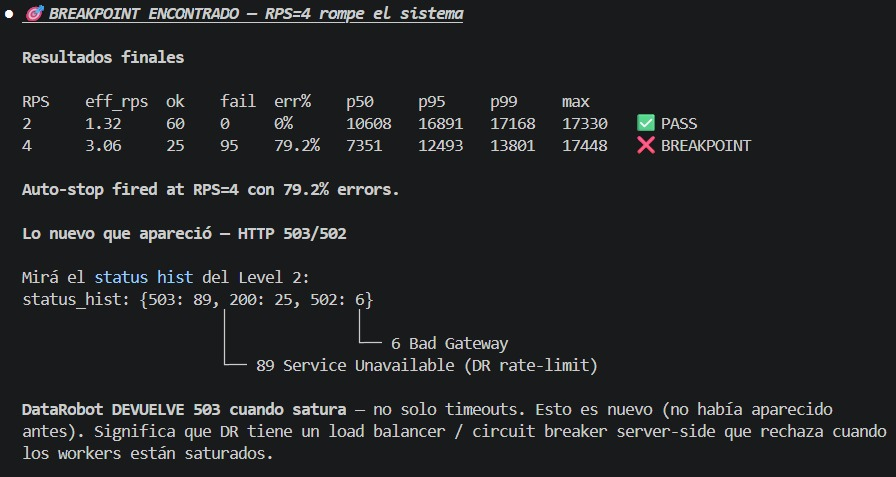 ● 🎯 BREAKPOINT ENCONTRADO — RPS=4 rompe el sistema
Resultados finales
RPS eff_rps ok fail err% p50 p95 p99 max
2 1.32 60 0 0% 10608 16891 17168 17330 ✅ PASS
4 3.06 25 95 79.2% 7351 12493 13801 17448 ❌ BREAKPOINT
Auto-stop fired at RPS=4 con 79.2% errors.
Lo nuevo que apareció — HTTP 503/502
Mirá el status hist del Level 2:
status_hist: {503: 89, 200: 25, 502: 6}
6 Bad Gateway
89 Service Unavailable (DR rate-limit)
DataRobot DEVUELVE 503 cuando satura — no solo timeouts. Esto es nuevo (no había aparecido
antes). Significa que DR tiene un load balancer / circuit breaker server-side que rechaza cuando
los workers están saturados.